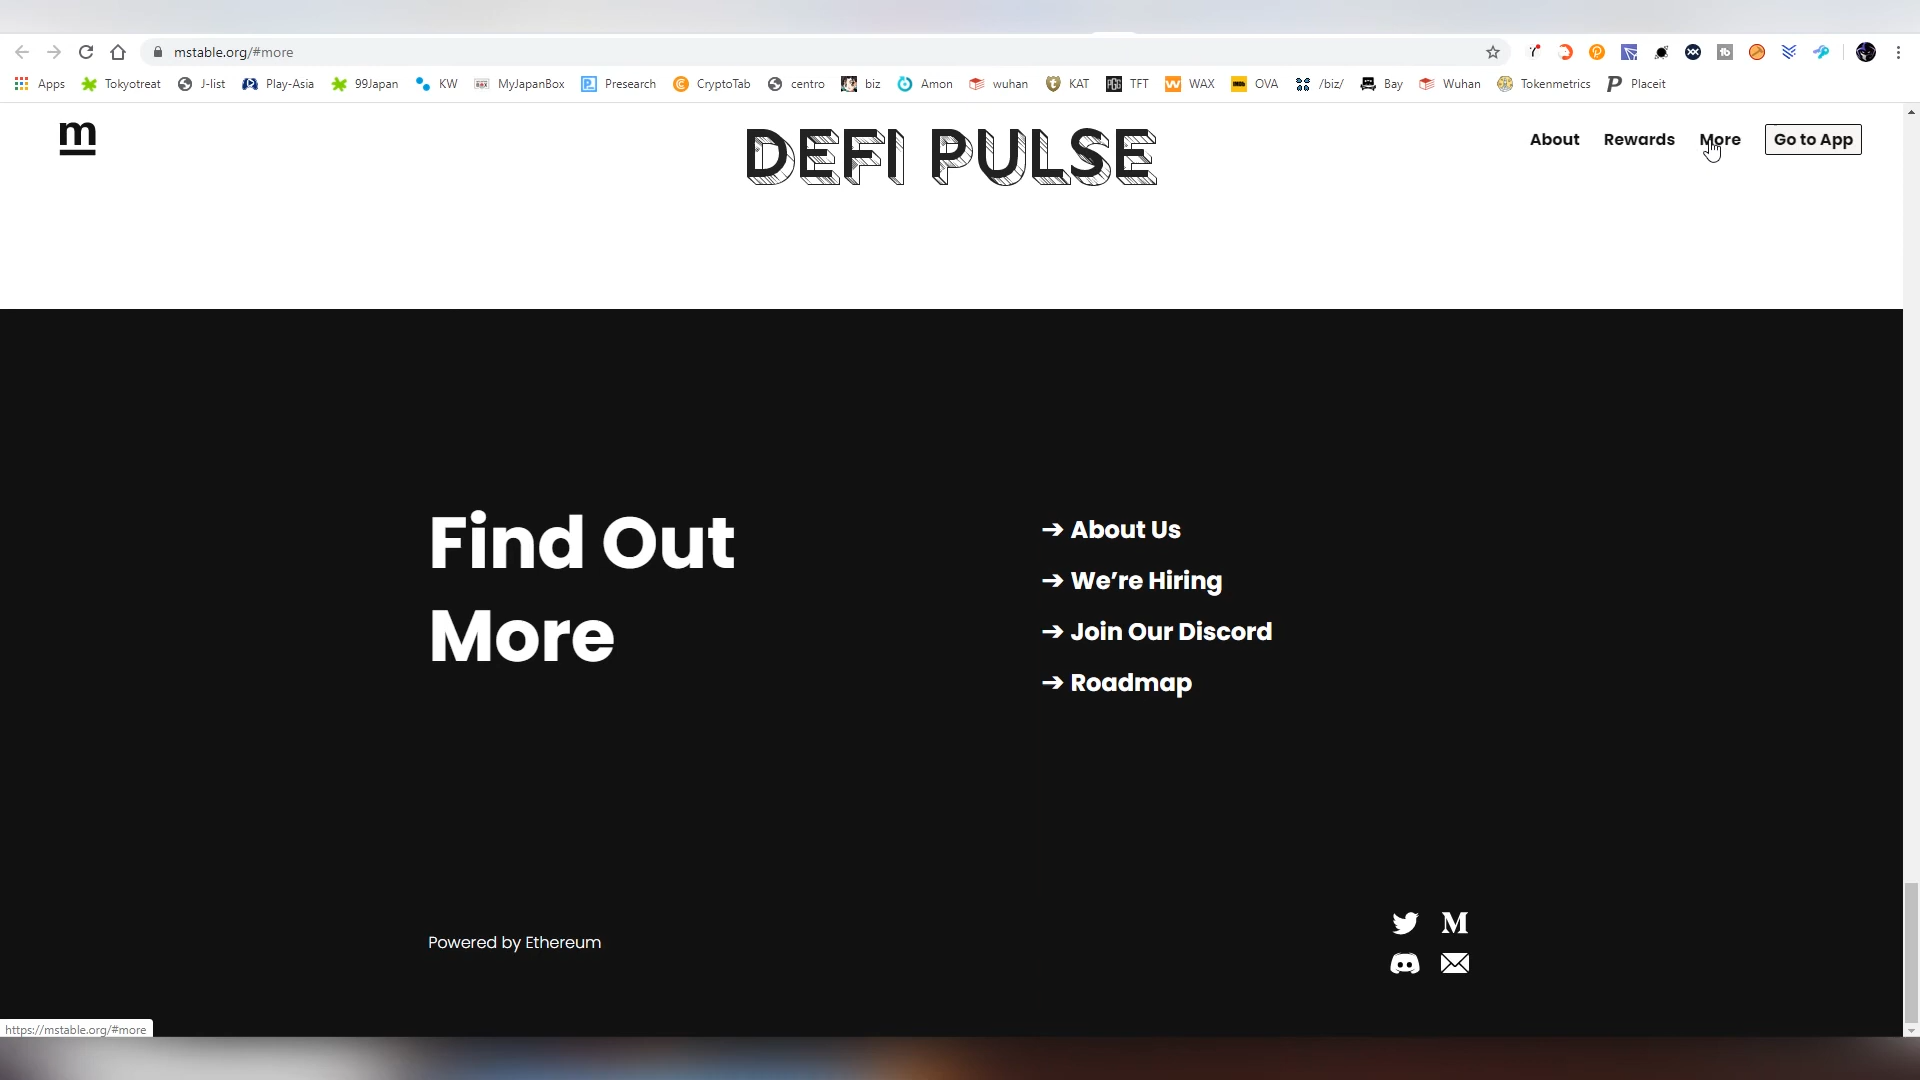 mstable.org/#more
Apps Tokyotreat J-list Play-Asia 99Japan KW MyJapanBox Presearch CryptoTab centro biz Amon wuhan KAT TFT WAX OVA /biz/ Bay Wuhan Tokenmetrics Placeit
m
DEFI PULSE
About Rewards More Go to App
Find Out
More
→ About Us
→ We’re Hiring
→ Join Our Discord
→ Roadmap
Powered by Ethereum
https://mstable.org/#more